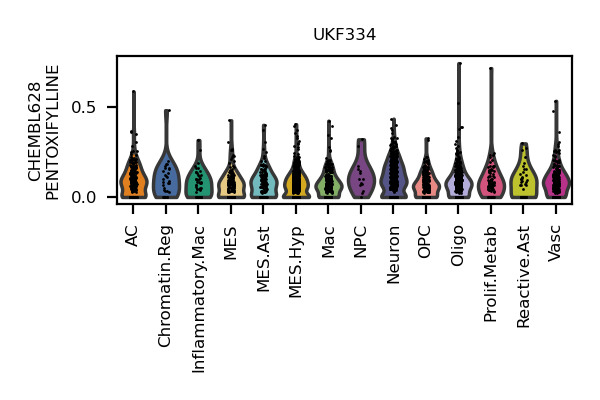 UKF334
CHEMBL628
PENTOXIFYLLINE
0.5
0.0
AC
Chromatin.Reg
Inflammatory.Mac
MES
MES.Ast
MES.Hyp
Mac
NPC
Neuron
OPC
Oligo
Prolif.Metab
Reactive.Ast
Vasc